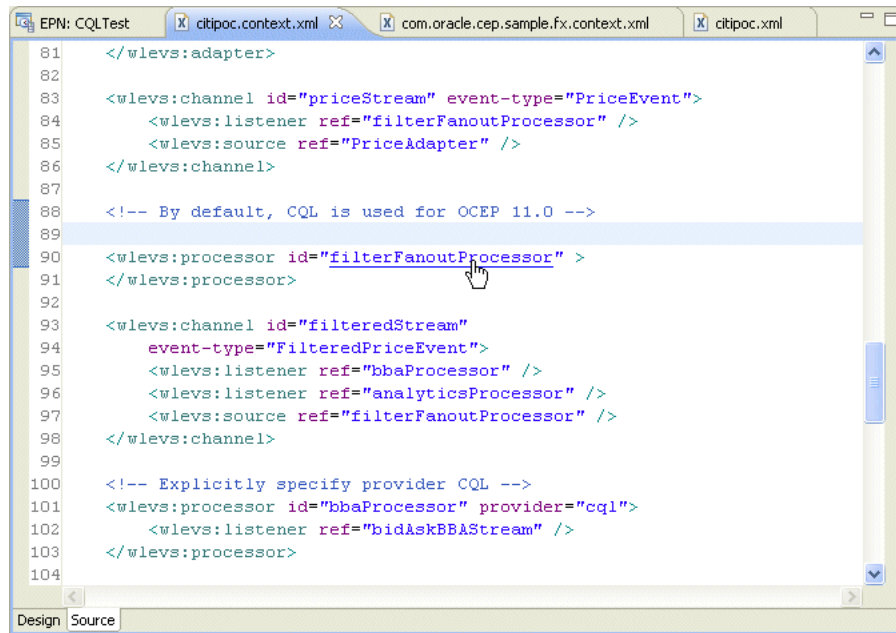 EPN: CQLTest citipoc.context.xml com.oracle.cep.sample.fx.context.xml citipoc.xml
81 </wlevs:adapter>
82
83 <wlevs:channel id="priceStream" event-type="PriceEvent">
84 <wlevs:listener ref="filterFanoutProcessor" />
85 <wlevs:source ref="PriceAdapter" />
86 </wlevs:channel>
87
88 <!-- By default, CQL is used for OCEP 11.0 -->
89
90 <wlevs:processor id="filterFanoutProcessor" >
91 </wlevs:processor>
92
93 <wlevs:channel id="filteredStream"
94 event-type="FilteredPriceEvent">
95 <wlevs:listener ref="bbaProcessor" />
96 <wlevs:listener ref="analyticsProcessor" />
97 <wlevs:source ref="filterFanoutProcessor" />
98 </wlevs:channel>
99
100 <!-- Explicitly specify provider CQL -->
101 <wlevs:processor id="bbaProcessor" provider="cql">
102 <wlevs:listener ref="bidAskBBAStream" />
103 </wlevs:processor>
104
Design Source